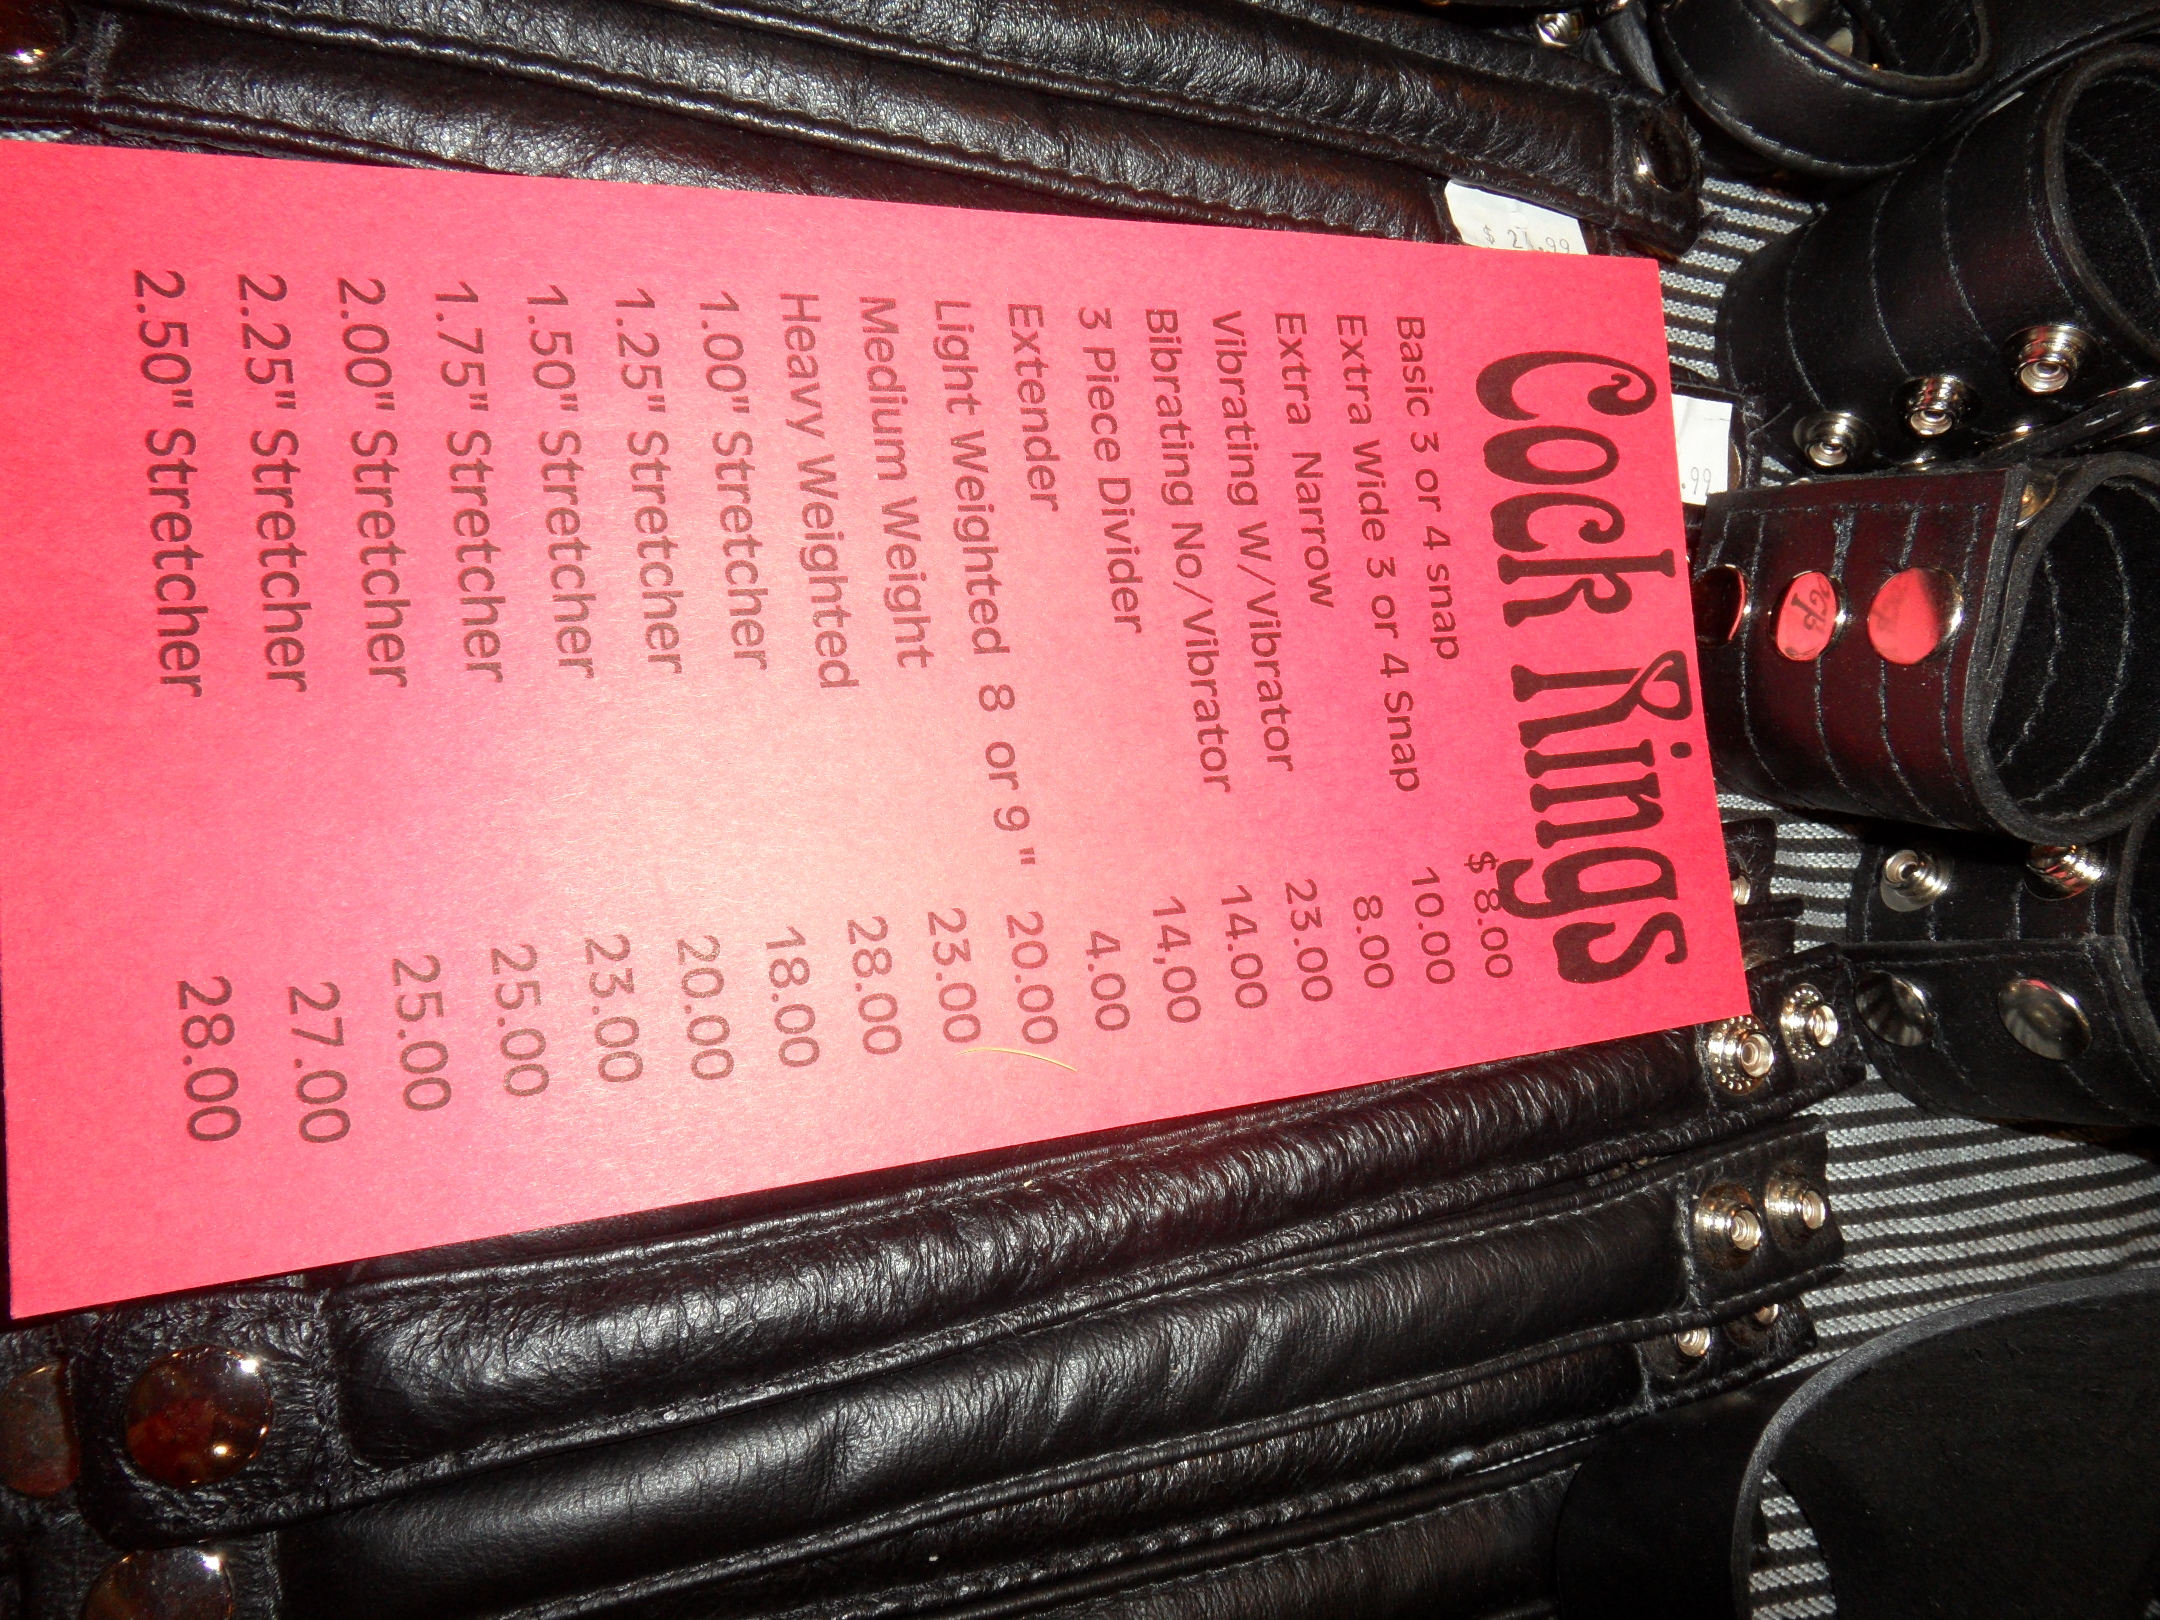 Cock Rings
Basic 3 or 4 snap $ 8.00
Extra Wide 3 or 4 Snap 10.00
Extra Narrow 8.00
Vibrating W/Vibrator 23.00
Bibrating No/Vibrator 14.00
3 Piece Divider 14,00
Extender 4.00
Light Weighted 8 or 9" 20.00
Medium Weight 23.00
Heavy Weighted 28.00
1.00" Stretcher 18.00
1.25" Stretcher 20.00
1.50" Stretcher 23.00
1.75" Stretcher 25.00
2.00" Stretcher 25.00
2.25" Stretcher 27.00
2.50" Stretcher 28.00
.99